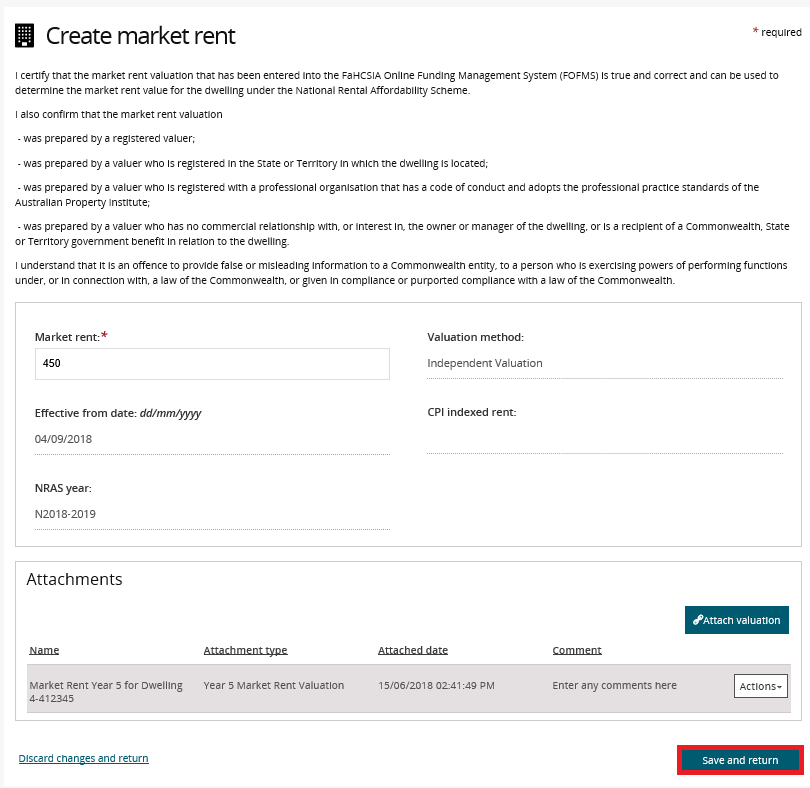 Create market rent
* required
I certify that the market rent valuation that has been entered into the FaHCSIA Online Funding Management System (FOFMS) is true and correct and can be used to
determine the market rent value for the dwelling under the National Rental Affordability Scheme.
I also confirm that the market rent valuation
- was prepared by a registered valuer;
- was prepared by a valuer who is registered in the State or Territory in which the dwelling is located;
- was prepared by a valuer who is registered with a professional organisation that has a code of conduct and adopts the professional practice standards of the
Australian Property Institute;
- was prepared by a valuer who has no commercial relationship with, or interest in, the owner or manager of the dwelling, or is a recipient of a Commonwealth, State
or Territory government benefit in relation to the dwelling.
I understand that it is an offence to provide false or misleading information to a Commonwealth entity, to a person who is exercising powers of performing functions
under, or in connection with, a law of the Commonwealth, or given in compliance or purported compliance with a law of the Commonwealth.
Market rent:*
450
Valuation method:
Independent Valuation
Effective from date: dd/mm/yyyy
04/09/2018
CPI indexed rent:
NRAS year:
N2018-2019
Attachments
Attach valuation
Name Attachment type Attached date Comment
Market Rent Year 5 for Dwelling Year 5 Market Rent Valuation 15/06/2018 02:41:49 PM Enter any comments here Actions
4-412345
Discard changes and return
Save and return